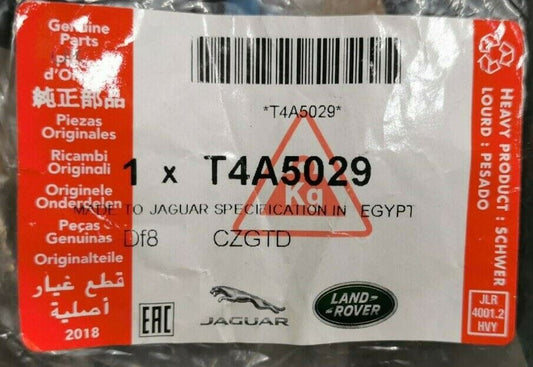 Genuine
Parts
Pièces
d'Origine
純正部品
Piezas
Originales
Ricambi
Originali
Originele
Onderdelen
Peças
Genuinas
Originalteile
قطع غيار
أصلية
2018
*T4A5029*
1 x T4A5029
Kg
MADE TO JAGUAR SPECIFICATION IN EGYPT
Df8 CZGTD
EAC
JAGUAR
LAND
ROVER
HEAVY PRODUCT : SCHWER
LOURD : PESADO
JLR
4001.2
HVY